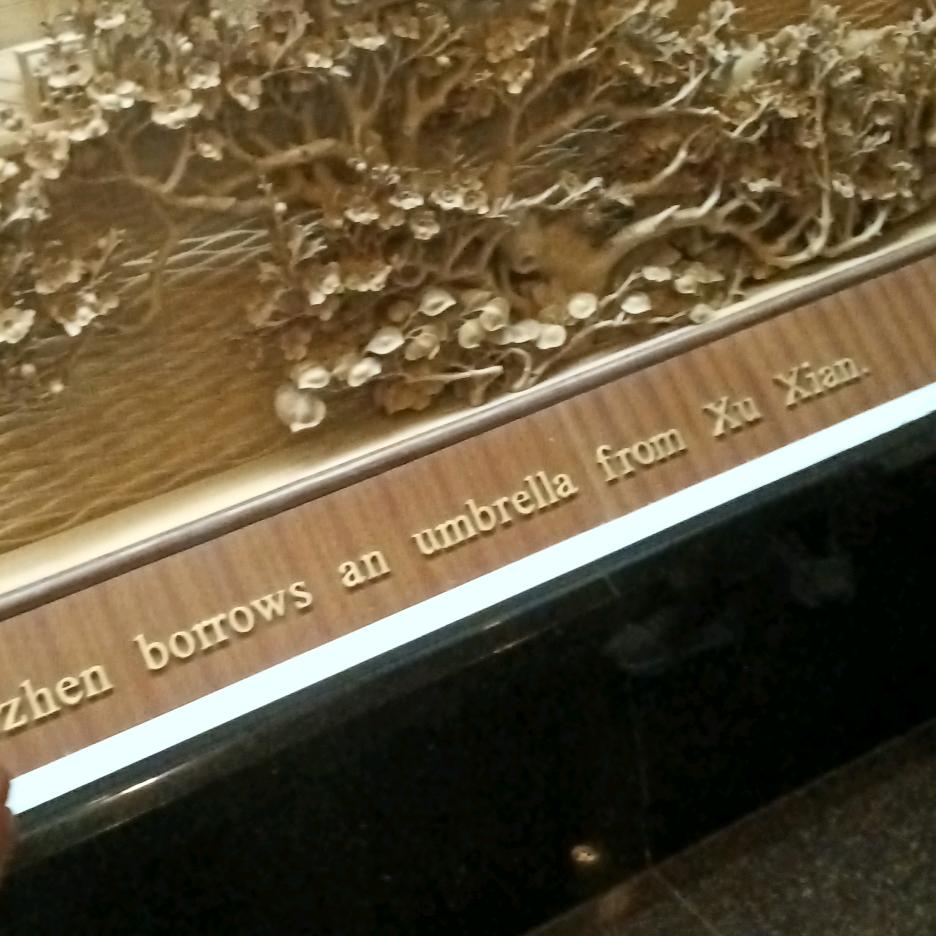 zhen borrows an umbrella from Xu Xian.